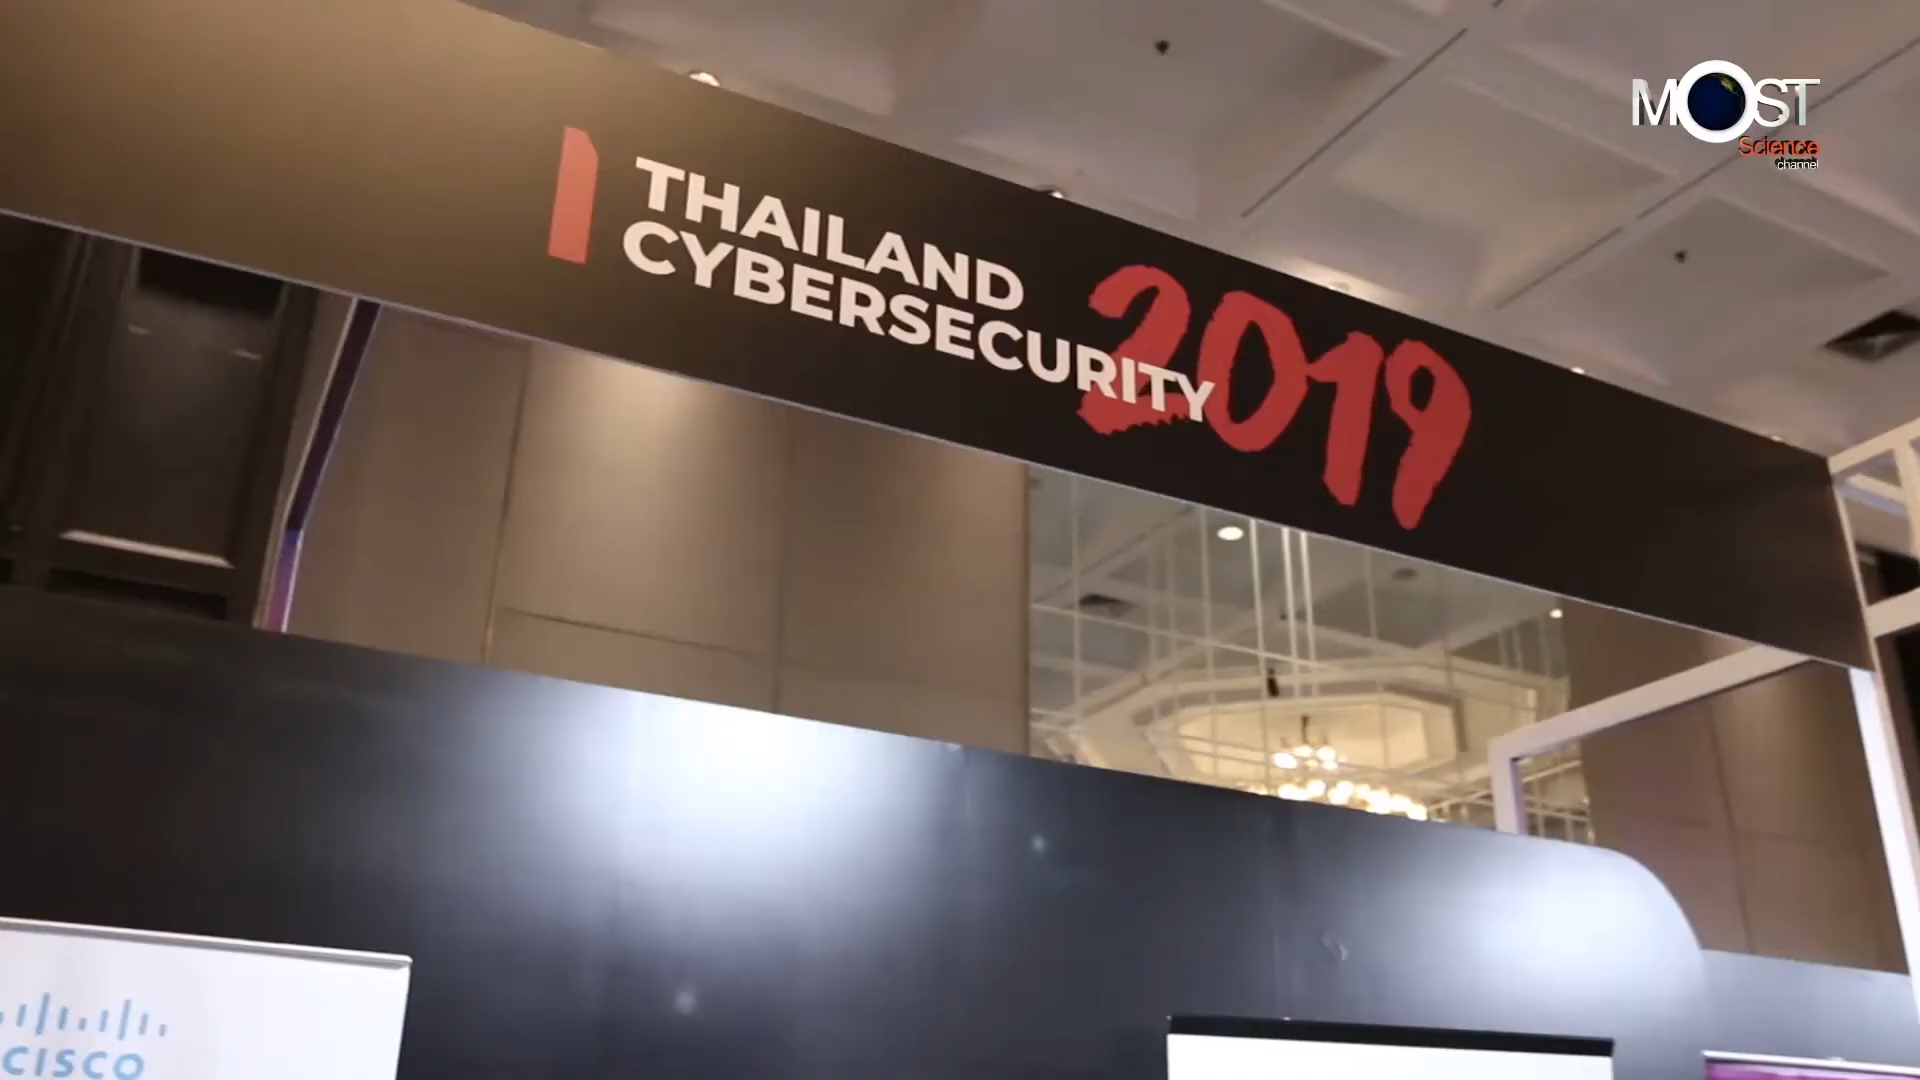 MOST
Science
channel
THAILAND
CYBERSECURITY
2019
CISCO